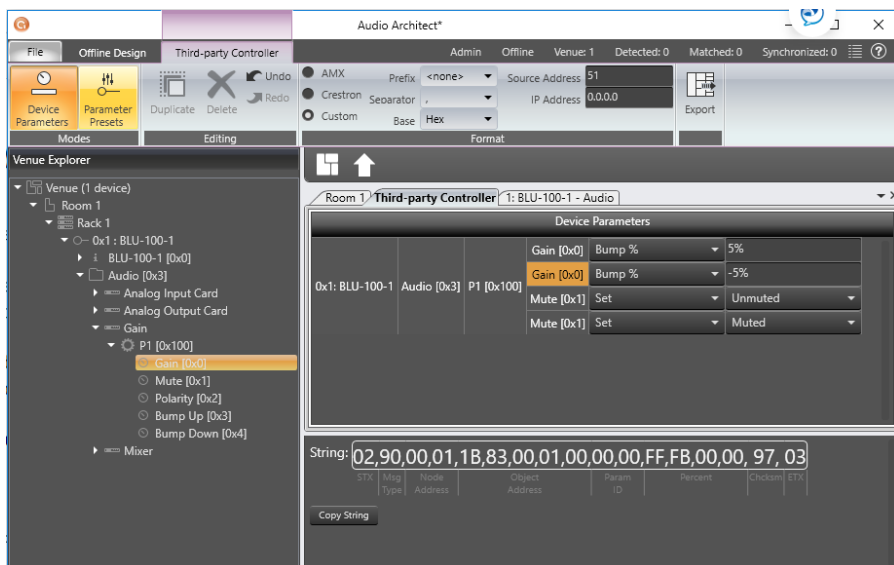 Audio Architect*
File Offline Design Third-party Controller Admin Offline Venue: 1 Detected: 0 Matched: 0 Synchronized: 0
Device Parameters
Parameter Presets
Modes
Duplicate Delete Undo Redo
Editing
AMX
Crestron
Custom
Prefix <none>
Separator ,
Base Hex
Source Address 51
IP Address 0.0.0.0
Format
Export
Venue Explorer
Venue (1 device)
Room 1
Rack 1
0x1 : BLU-100-1
i BLU-100-1 [0x0]
Audio [0x3]
Analog Input Card
Analog Output Card
Gain
P1 [0x100]
Gain [0x0]
Mute [0x1]
Polarity [0x2]
Bump Up [0x3]
Bump Down [0x4]
Mixer
Room 1 Third-party Controller 1: BLU-100-1 - Audio
Device Parameters
0x1: BLU-100-1 Audio [0x3] P1 [0x100]
Gain [0x0] Bump % 5%
Gain [0x0] Bump % -5%
Mute [0x1] Set Unmuted
Mute [0x1] Set Muted
String: 02,90,00,01,1B,83,00,01,00,00,00,FF,FB,00,00, 97, 03
STX Msg Type Node Address Object Address Param ID Percent Chcksm ETX
Copy String